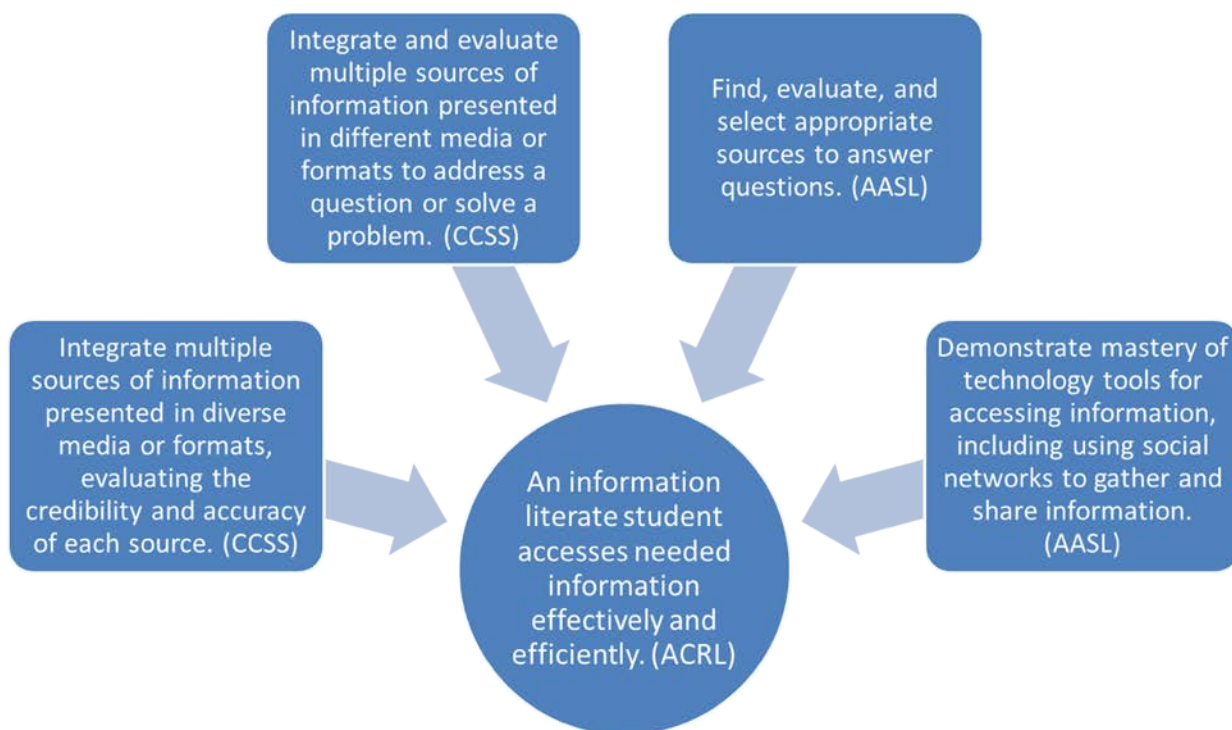 Integrate and evaluate
multiple sources of
information presented
in different media or
formats to address a
question or solve a
problem. (CCSS)
Find, evaluate, and
select appropriate
sources to answer
questions. (AASL)
Integrate multiple
sources of information
presented in diverse
media or formats,
evaluating the
credibility and accuracy
of each source. (CCSS)
Demonstrate mastery of
technology tools for
accessing information,
including using social
networks to gather and
share information.
(AASL)
An information
literate student
accesses needed
information
effectively and
efficiently. (ACRL)